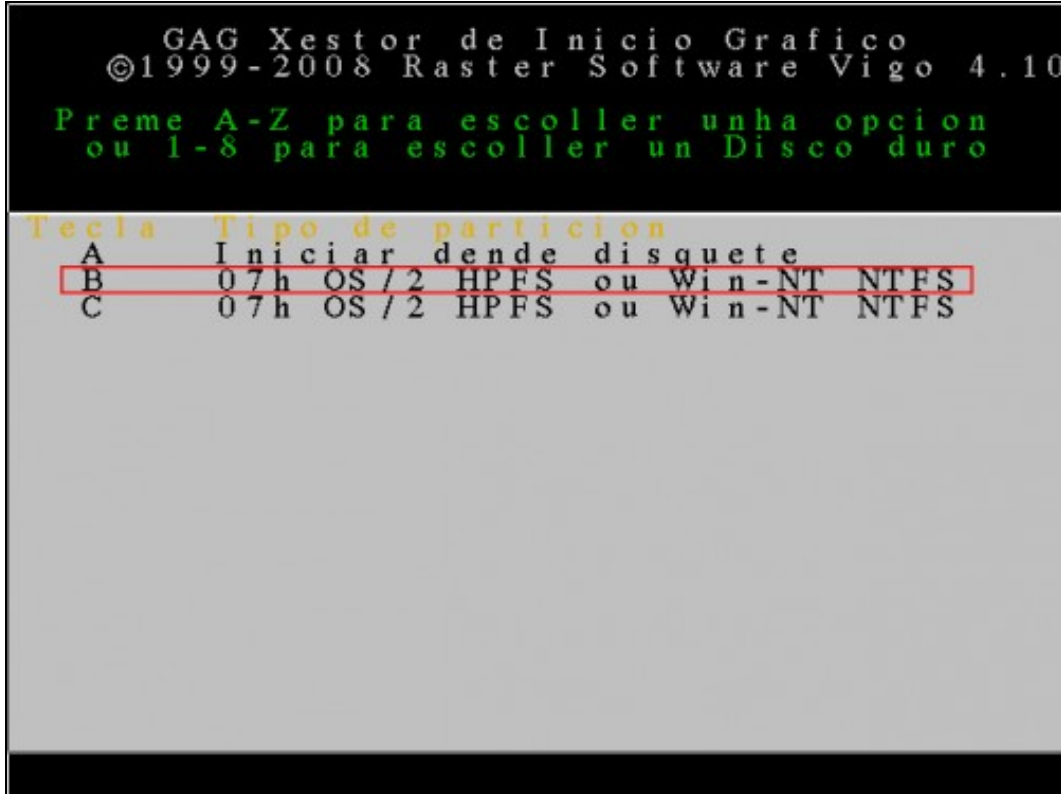 GAG Xestor de Inicio Grafico
©1999-2008 Raster Software Vigo 4.10
Preme A-Z para escoller unha opcion
ou 1-8 para escoller un Disco duro
Tecla Tipo de particion
A Iniciar dende disquete
B 07h OS/2 HPFS ou Win-NT NTFS
C 07h OS/2 HPFS ou Win-NT NTFS